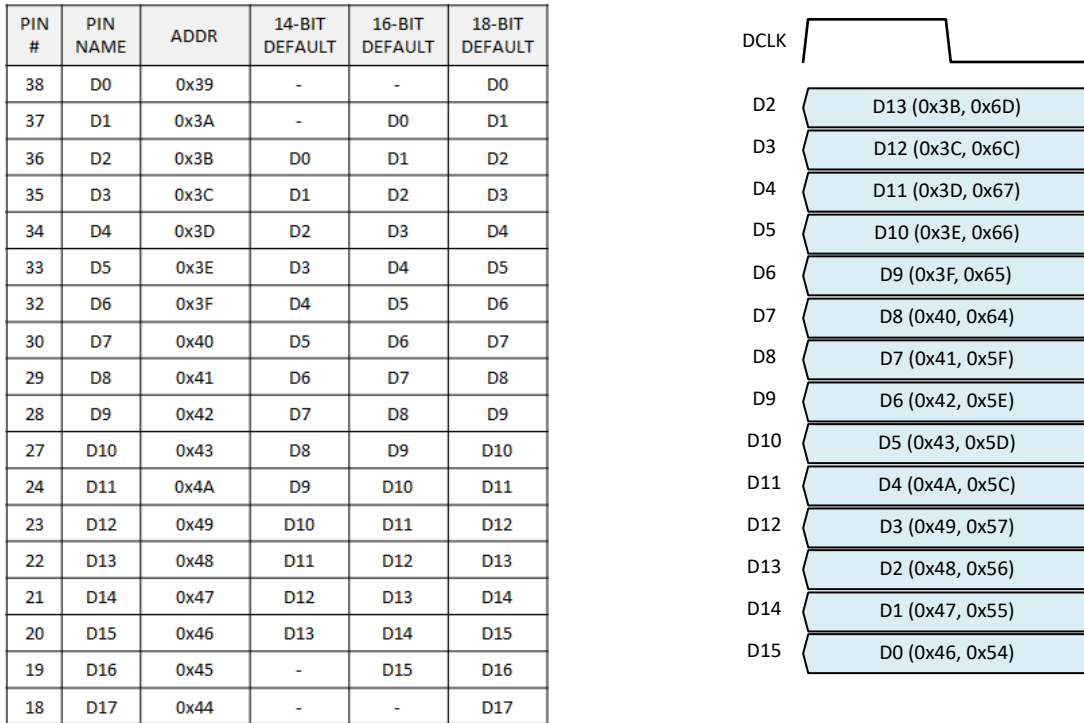 PIN # PIN NAME ADDR 14-BIT DEFAULT 16-BIT DEFAULT 18-BIT DEFAULT
38 D0 0x39 - - D0
37 D1 0x3A - D0 D1
36 D2 0x3B D0 D1 D2
35 D3 0x3C D1 D2 D3
34 D4 0x3D D2 D3 D4
33 D5 0x3E D3 D4 D5
32 D6 0x3F D4 D5 D6
30 D7 0x40 D5 D6 D7
29 D8 0x41 D6 D7 D8
28 D9 0x42 D7 D8 D9
27 D10 0x43 D8 D9 D10
24 D11 0x4A D9 D10 D11
23 D12 0x49 D10 D11 D12
22 D13 0x48 D11 D12 D13
21 D14 0x47 D12 D13 D14
20 D15 0x46 D13 D14 D15
19 D16 0x45 - D15 D16
18 D17 0x44 - - D17
DCLK
D2 D13 (0x3B, 0x6D)
D3 D12 (0x3C, 0x6C)
D4 D11 (0x3D, 0x67)
D5 D10 (0x3E, 0x66)
D6 D9 (0x3F, 0x65)
D7 D8 (0x40, 0x64)
D8 D7 (0x41, 0x5F)
D9 D6 (0x42, 0x5E)
D10 D5 (0x43, 0x5D)
D11 D4 (0x4A, 0x5C)
D12 D3 (0x49, 0x57)
D13 D2 (0x48, 0x56)
D14 D1 (0x47, 0x55)
D15 D0 (0x46, 0x54)